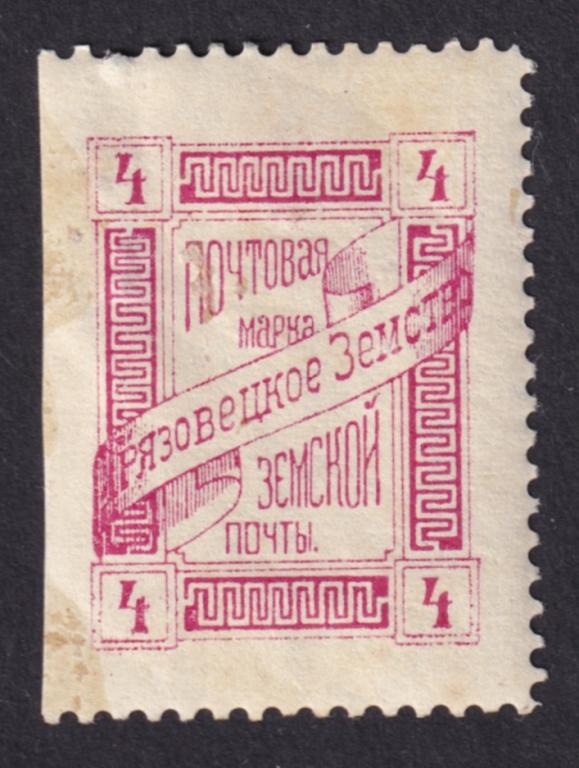 4 4
Почтовая
марка
Грязовецкое Земство
Земской
почты.
4 4